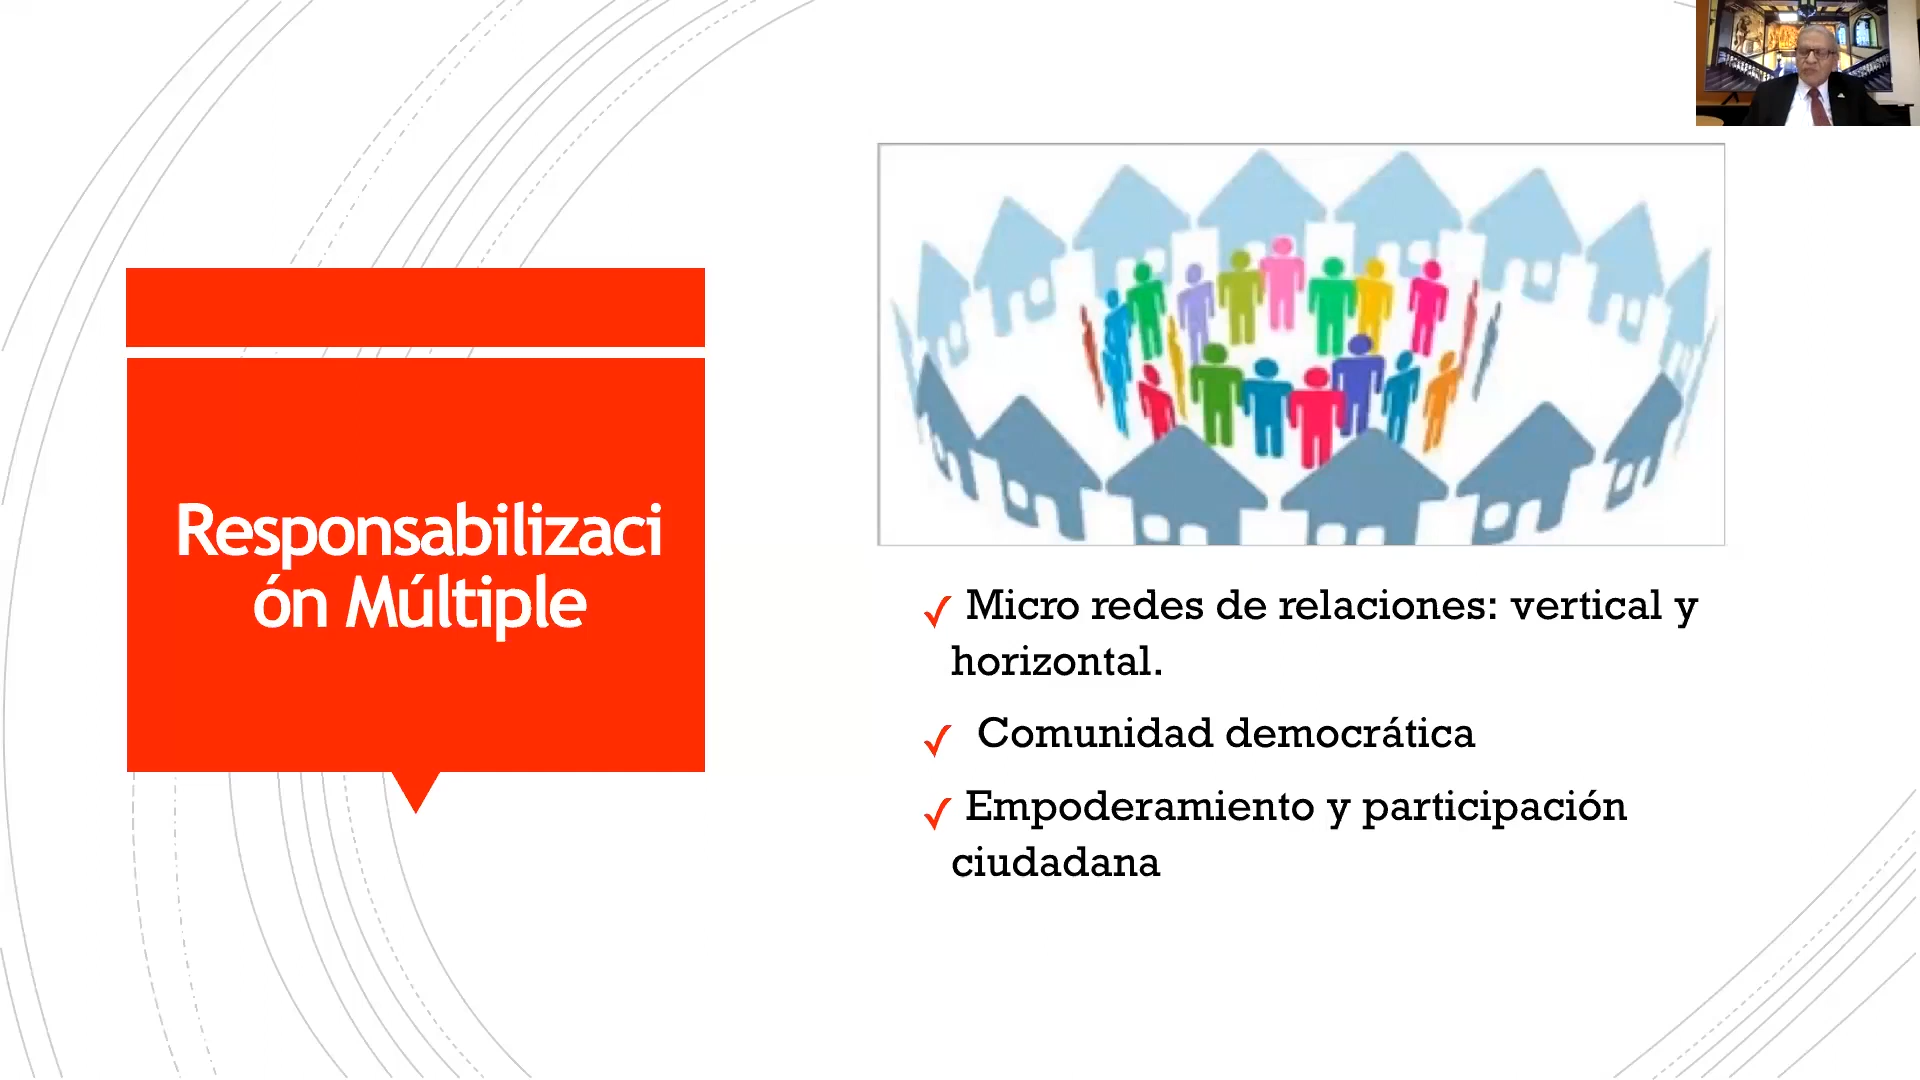 Responsabilizaci
ón Múltiple
✓ Micro redes de relaciones: vertical y
horizontal.
✓ Comunidad democrática
✓ Empoderamiento y participación
ciudadana